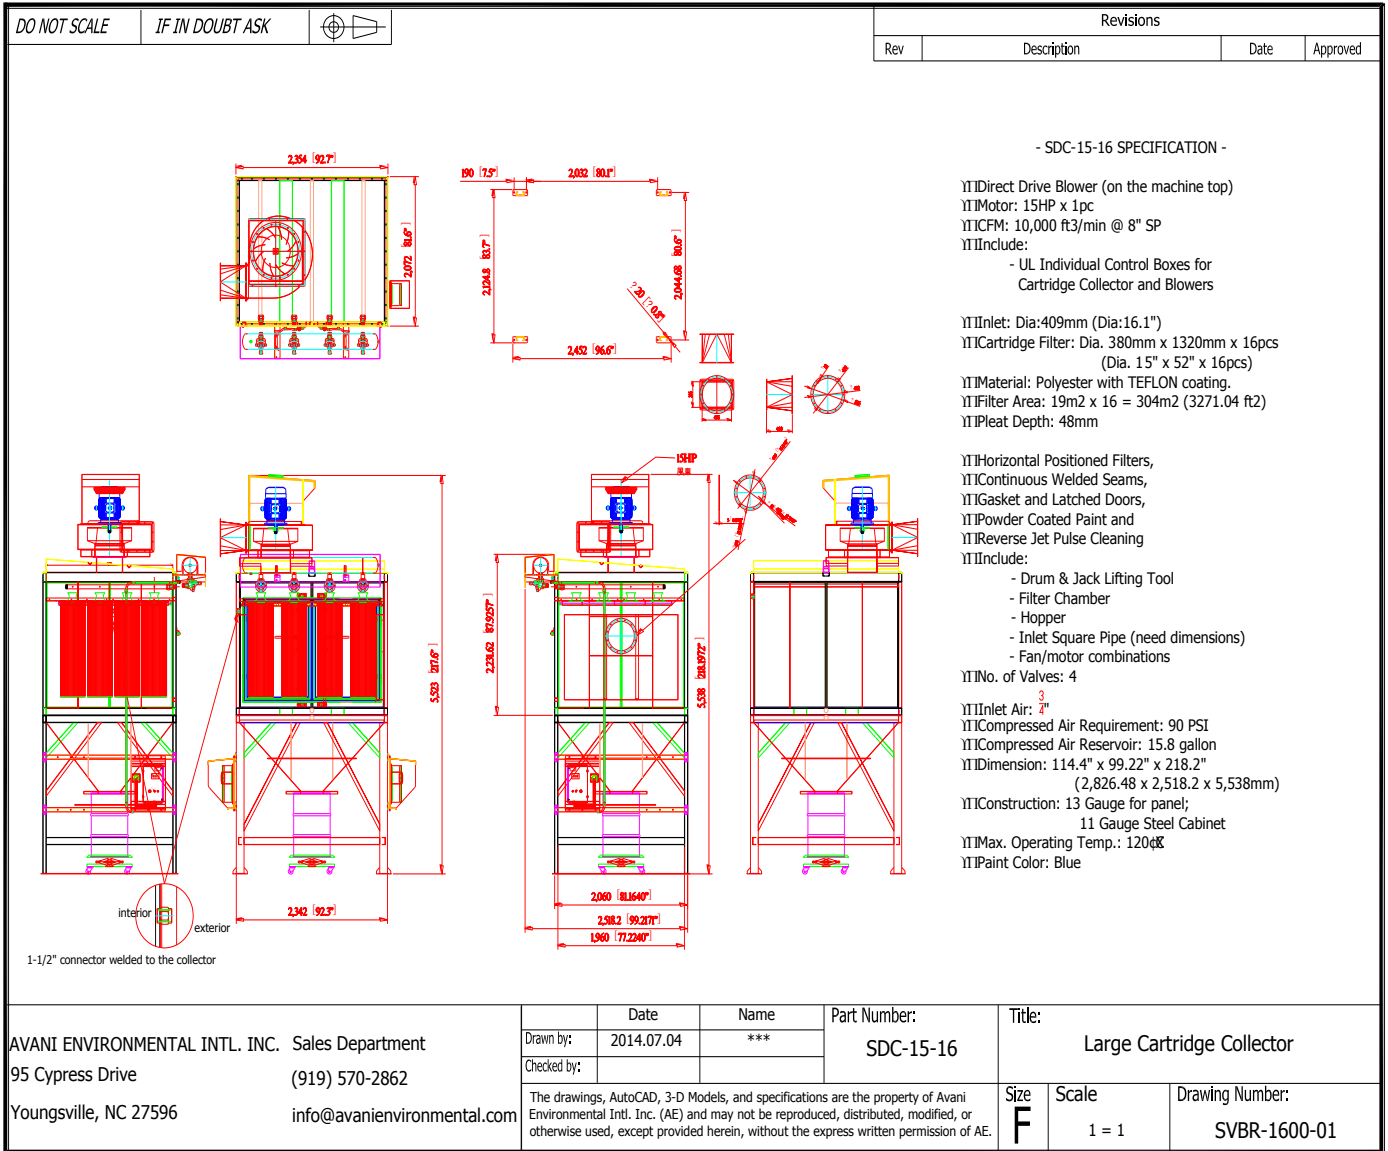 DO NOT SCALE
IF IN DOUBT ASK
Revisions
Rev
Description
Date
Approved
- SDC-15-16 SPECIFICATION -
Direct Drive Blower (on the machine top)
Motor: 15HP x 1pc
CFM: 10,000 ft3/min @ 8" SP
Include:
- UL Individual Control Boxes for
Cartridge Collector and Blowers
Inlet: Dia:409mm (Dia:16.1")
Cartridge Filter: Dia. 380mm x 1320mm x 16pcs
(Dia. 15" x 52" x 16pcs)
Material: Polyester with TEFLON coating.
Filter Area: 19m2 x 16 = 304m2 (3271.04 ft2)
Pleat Depth: 48mm
Horizontal Positioned Filters,
Continuous Welded Seams,
Gasket and Latched Doors,
Powder Coated Paint and
Reverse Jet Pulse Cleaning
Include:
- Drum & Jack Lifting Tool
- Filter Chamber
- Hopper
- Inlet Square Pipe (need dimensions)
- Fan/motor combinations
No. of Valves: 4
Inlet Air: 3/4"
Compressed Air Requirement: 90 PSI
Compressed Air Reservoir: 15.8 gallon
Dimension: 114.4" x 99.22" x 218.2"
(2,826.48 x 2,518.2 x 5,538mm)
Construction: 13 Gauge for panel;
11 Gauge Steel Cabinet
Max. Operating Temp.: 120
Paint Color: Blue
2,354 [92.7"]
2,072 [81.6"]
190 [7.5"]
2,032 [80.1"]
2,124.8 [83.7"]
2,044.68 [80.6"]
? 20 [? 0.8"]
2,452 [96.6"]
15HP
5,523 [217.6"]
2,231.62 [87.9257"]
5,538 [218.1972"]
2,342 [92.3"]
2,060 [81.1640"]
2,518.2 [99.2171"]
1,960 [77.2240"]
interior
exterior
1-1/2" connector welded to the collector
AVANI ENVIRONMENTAL INTL. INC.
95 Cypress Drive
Youngsville, NC 27596
Sales Department
(919) 570-2862
info@avanienvironmental.com
Date
Name
Drawn by:
2014.07.04
***
Checked by:
Part Number:
SDC-15-16
Title:
Large Cartridge Collector
The drawings, AutoCAD, 3-D Models, and specifications are the property of Avani
Environmental Intl. Inc. (AE) and may not be reproduced, distributed, modified, or
otherwise used, except provided herein, without the express written permission of AE.
Size
F
Scale
1 = 1
Drawing Number:
SVBR-1600-01